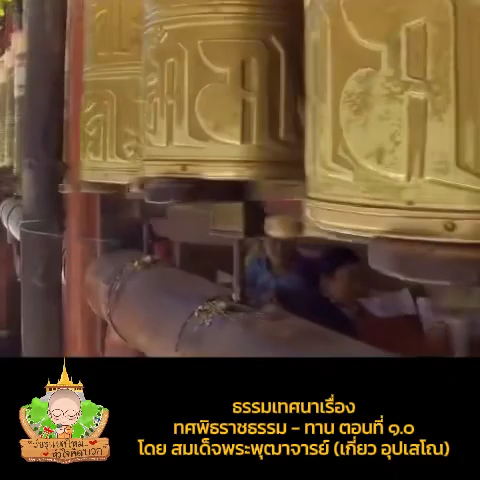 ธรรมเทศนาเรื่อง
ทศพิธราชธรรม - ทาน ตอนที่ ๑.๐
โดย สมเด็จพระพุฒาจารย์ (เกี่ยว อุปเสโณ)